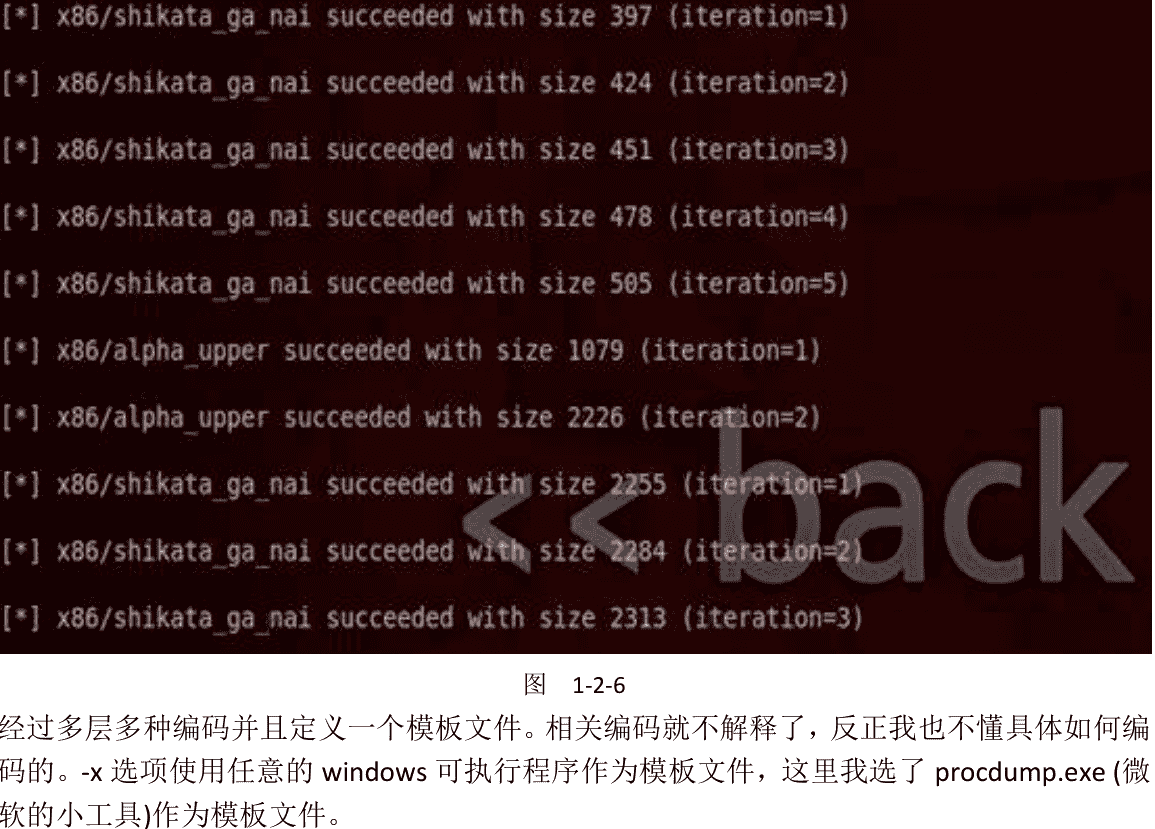 [*] x86/shikata_ga_nai succeeded with size 397 (iteration=1)
[*] x86/shikata_ga_nai succeeded with size 424 (iteration=2)
[*] x86/shikata_ga_nai succeeded with size 451 (iteration=3)
[*] x86/shikata_ga_nai succeeded with size 478 (iteration=4)
[*] x86/shikata_ga_nai succeeded with size 505 (iteration=5)
[*] x86/alpha_upper succeeded with size 1079 (iteration=1)
[*] x86/alpha_upper succeeded with size 2226 (iteration=2)
[*] x86/shikata_ga_nai succeeded with size 2255 (iteration=1)
<< back
[*] x86/shikata_ga_nai succeeded with size 2284 (iteration=2)
[*] x86/shikata_ga_nai succeeded with size 2313 (iteration=3)
图 1-2-6
经过多层多种编码并且定义一个模板文件。相关编码就不解释了，反正我也不懂具体如何编
码的。-x 选项使用任意的 windows 可执行程序作为模板文件，这里我选了 procdump.exe (微
软的小工具)作为模板文件。